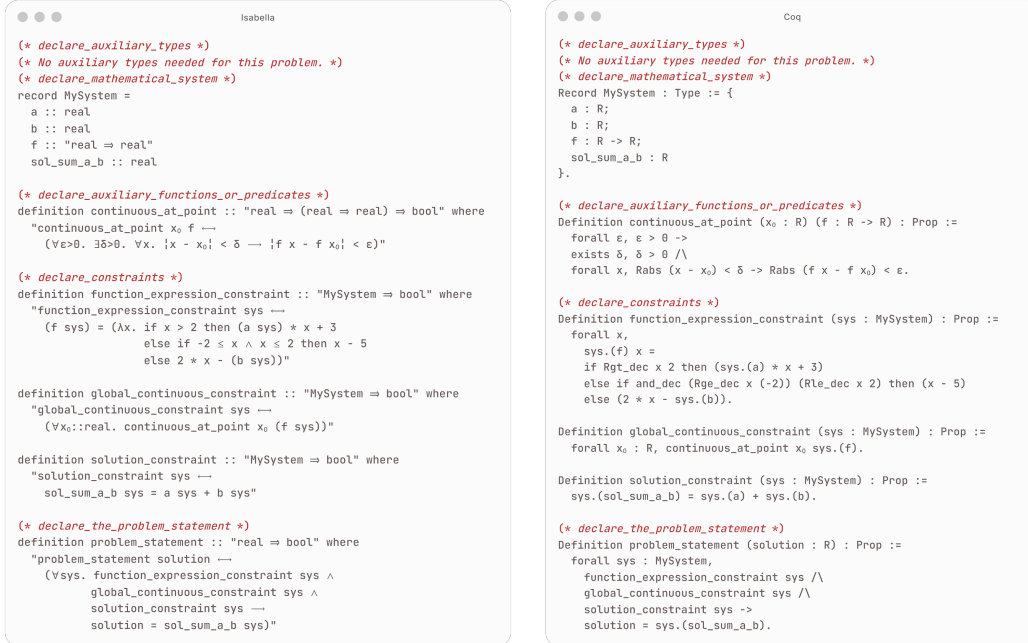 Isabella
(* declare_auxiliary_types *)
(* No auxiliary types needed for this problem. *)
(* declare_mathematical_system *)
record MySystem =
  a :: real
  b :: real
  f :: "real ⇒ real"
  sol_sum_a_b :: real
(* declare_auxiliary_functions_or_predicates *)
definition continuous_at_point :: "real ⇒ (real ⇒ real) ⇒ bool" where
  "continuous_at_point x₀ f ⟷
    (∀ε>0. ∃δ>0. ∀x. ¦x - x₀¦ < δ ⟶ ¦f x - f x₀¦ < ε)"
(* declare_constraints *)
definition function_expression_constraint :: "MySystem ⇒ bool" where
  "function_expression_constraint sys ⟷
    (f sys) = (λx. if x > 2 then (a sys) * x + 3
                   else if -2 ≤ x ∧ x ≤ 2 then x - 5
                   else 2 * x - (b sys))"
definition global_continuous_constraint :: "MySystem ⇒ bool" where
  "global_continuous_constraint sys ⟷
    (∀x₀::real. continuous_at_point x₀ (f sys))"
definition solution_constraint :: "MySystem ⇒ bool" where
  "solution_constraint sys ⟷
    sol_sum_a_b sys = a sys + b sys"
(* declare_the_problem_statement *)
definition problem_statement :: "real ⇒ bool" where
  "problem_statement solution ⟷
    (∀sys. function_expression_constraint sys ∧
           global_continuous_constraint sys ∧
           solution_constraint sys ⟶
           solution = sol_sum_a_b sys)"
Coq
(* declare_auxiliary_types *)
(* No auxiliary types needed for this problem. *)
(* declare_mathematical_system *)
Record MySystem : Type := {
  a : R;
  b : R;
  f : R -> R;
  sol_sum_a_b : R
}.
(* declare_auxiliary_functions_or_predicates *)
Definition continuous_at_point (x₀ : R) (f : R -> R) : Prop :=
  forall ε, ε > 0 ->
  exists δ, δ > 0 /\
  forall x, Rabs (x - x₀) < δ -> Rabs (f x - f x₀) < ε.
(* declare_constraints *)
Definition function_expression_constraint (sys : MySystem) : Prop :=
  forall x,
    sys.(f) x =
    if Rgt_dec x 2 then (sys.(a) * x + 3)
    else if and_dec (Rge_dec x (-2)) (Rle_dec x 2) then (x - 5)
    else (2 * x - sys.(b)).
Definition global_continuous_constraint (sys : MySystem) : Prop :=
  forall x₀ : R, continuous_at_point x₀ sys.(f).
Definition solution_constraint (sys : MySystem) : Prop :=
  sys.(sol_sum_a_b) = sys.(a) + sys.(b).
(* declare_the_problem_statement *)
Definition problem_statement (solution : R) : Prop :=
  forall sys : MySystem,
    function_expression_constraint sys /\
    global_continuous_constraint sys /\
    solution_constraint sys ->
    solution = sys.(sol_sum_a_b).